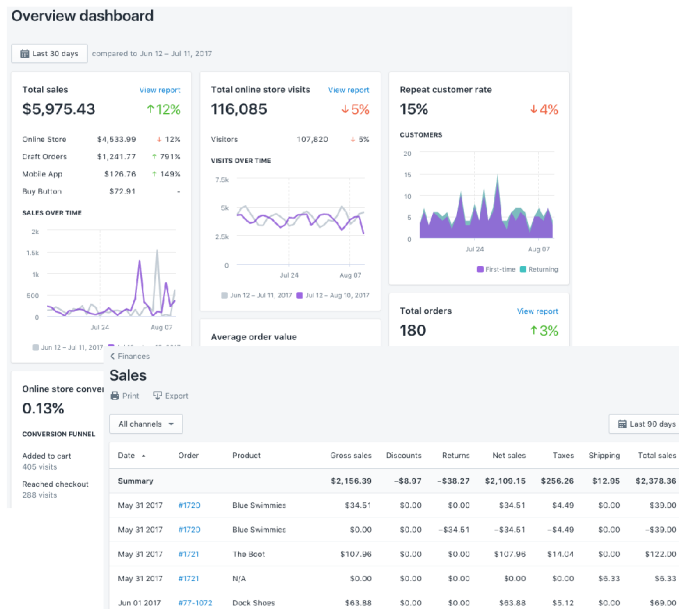 Overview dashboard
Last 30 days compared to Jun 12 – Jul 11, 2017
Total sales View report
$5,975.43 ↑12%
Online Store $4,533.99 ↓ 12%
Craft Orders $1,241.77 ↑ 791%
Mobile App $126.76 ↑ 149%
Buy Button $72.91 -
SALES OVER TIME
2k
1.5k
1k
500
0
Jul 24 Aug 07
Jun 12 – Jul 11, 2017
Total online store visits View report
116,085 ↓5%
Visitors 107,820 ↓ 5%
VISITS OVER TIME
7.5k
5k
2.5k
0
Jul 24 Aug 07
Jun 12 – Jul 11, 2017 Jul 12 – Aug 10, 2017
Average order value
Repeat customer rate
15% ↓4%
CUSTOMERS
20
15
10
5
0
Jul 24 Aug 07
First-time Returning
Total orders View report
180 ↑3%
Online store conver
0.13%
CONVERSION FUNNEL
Added to cart
405 visits
Reached checkout
288 visits
Finances
Sales
Print Export
All channels Last 90 days
Date Order Product Gross sales Discounts Returns Net sales Taxes Shipping Total sales
Summary $2,156.39 –$8.97 –$38.27 $2,109.15 $256.26 $12.95 $2,378.36
May 31 2017 #1720 Blue Swimmies $34.51 $0.00 $0.00 $34.51 $4.49 $0.00 $39.00
May 31 2017 #1720 Blue Swimmies $0.00 $0.00 –$34.51 –$34.51 –$4.49 $0.00 –$39.00
May 31 2017 #1721 The Boot $107.96 $0.00 $0.00 $107.96 $14.04 $0.00 $122.00
May 31 2017 #1721 N/A $0.00 $0.00 $0.00 $0.00 $0.00 $6.33 $6.33
Jun 01 2017 #77-1072 Dock Shoes $63.88 $0.00 $0.00 $63.88 $5.12 $0.00 $69.00